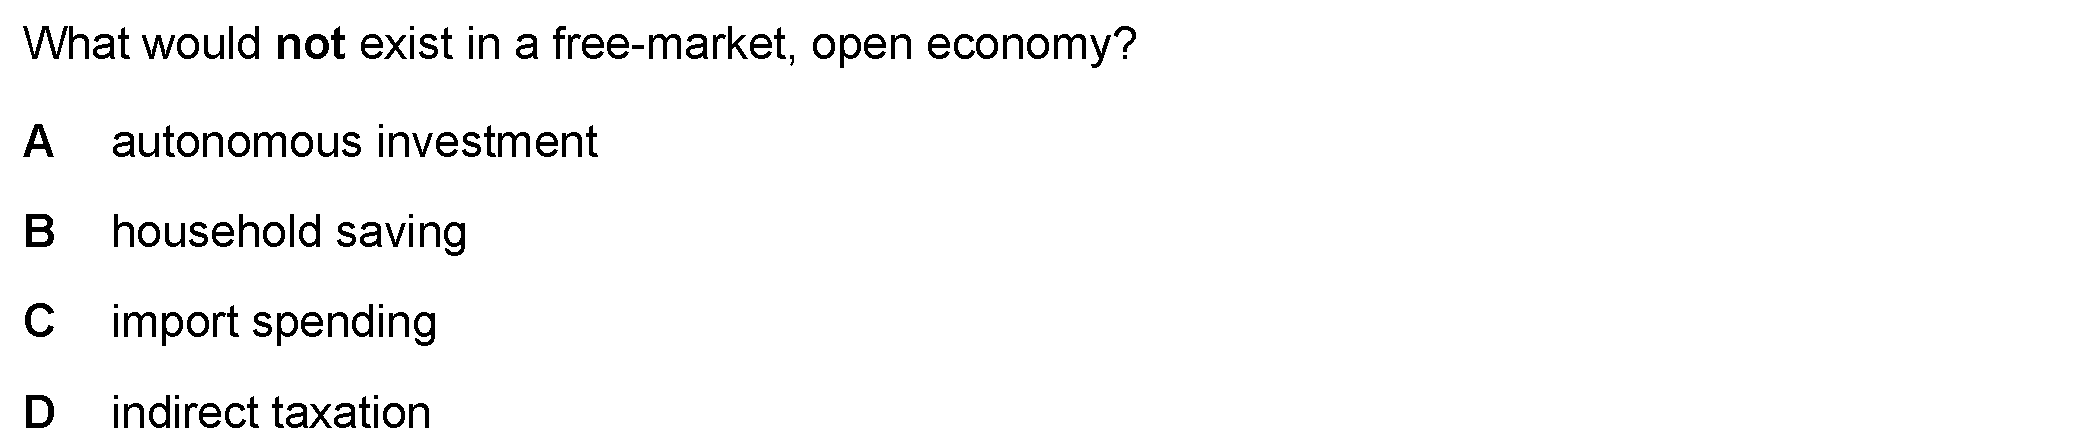 What would not exist in a free-market, open economy?
A autonomous investment
B household saving
C import spending
D indirect taxation